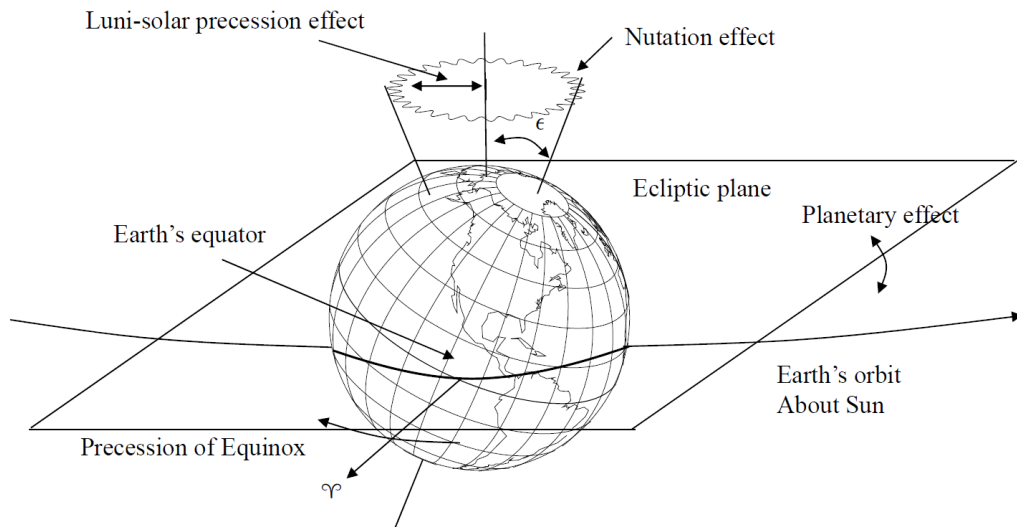 Luni-solar precession effect
Nutation effect
ϵ
Ecliptic plane
Planetary effect
Earth's equator
Earth's orbit
About Sun
Precession of Equinox
♈